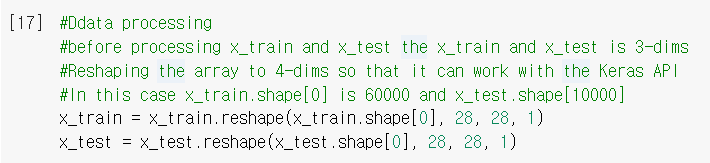 [17] #Ddata processing
#before processing x_train and x_test the x_train and x_test is 3-dims
#Reshaping the array to 4-dims so that it can work with the Keras API
#In this case x_train.shape[0] is 60000 and x_test.shape[10000]
x_train = x_train.reshape(x_train.shape[0], 28, 28, 1)
x_test = x_test.reshape(x_test.shape[0], 28, 28, 1)